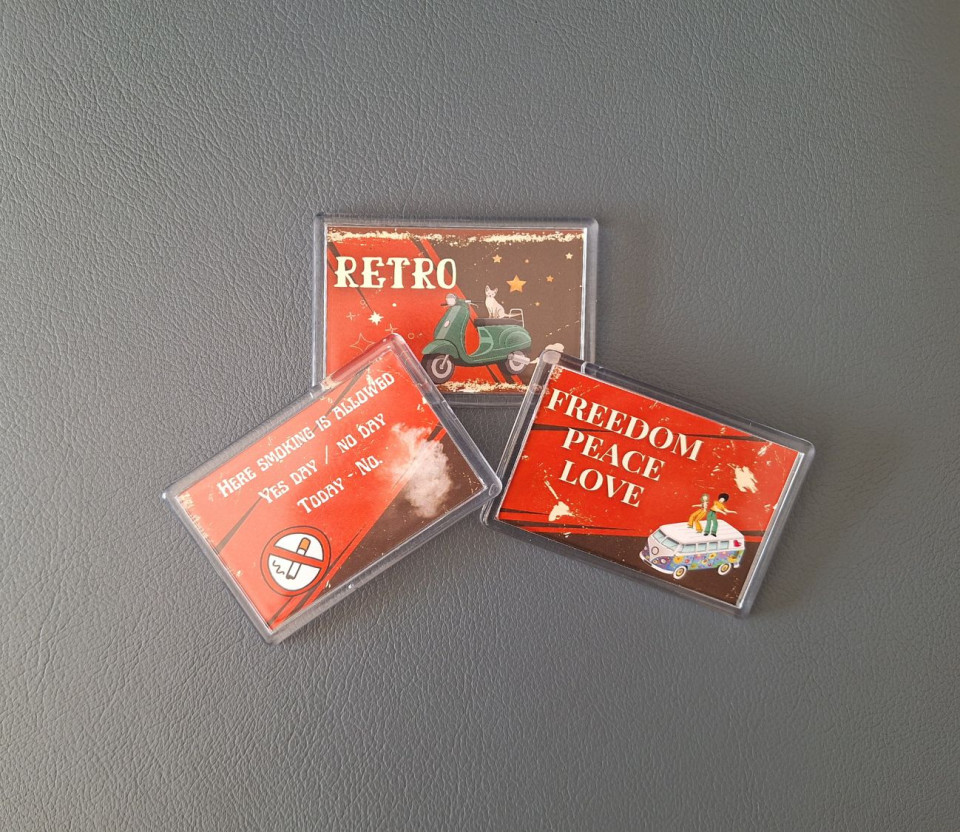 RETRO
HERE SMOKING IS ALLOWED
YES DAY / NO DAY
TODAY - NO.
FREEDOM
PEACE
LOVE